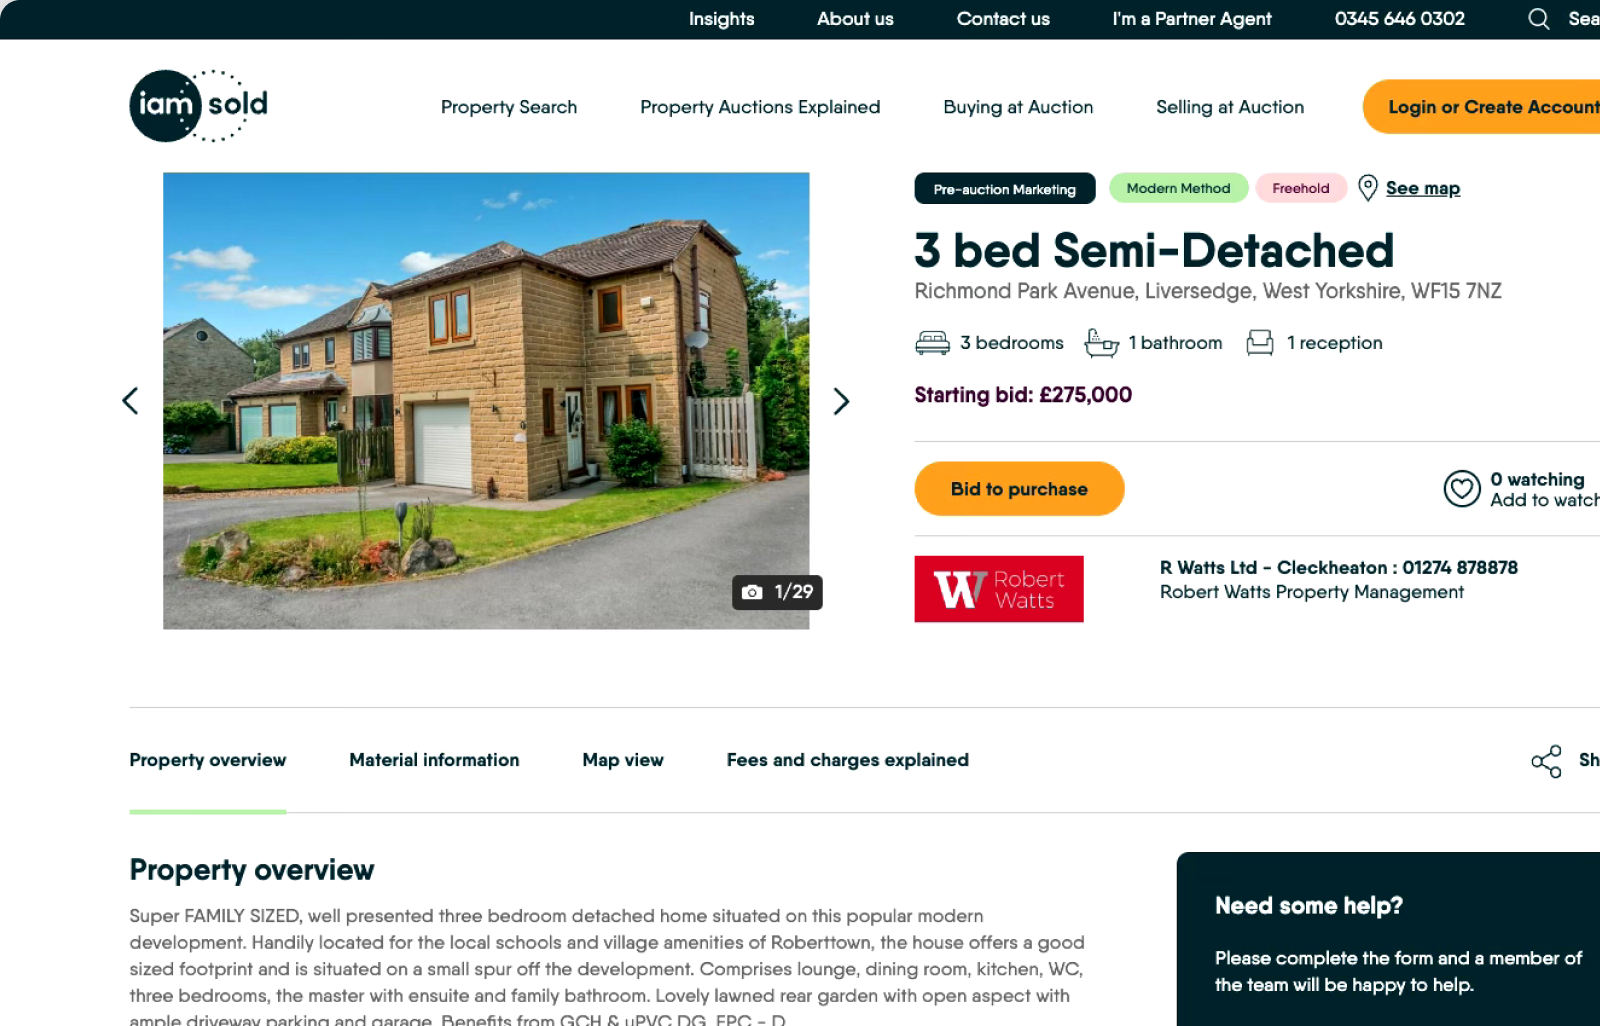 Insights About us Contact us I'm a Partner Agent 0345 646 0302
iam sold
Property Search Property Auctions Explained Buying at Auction Selling at Auction Login or Create Account
Pre-auction Marketing Modern Method Freehold See map
3 bed Semi-Detached
Richmond Park Avenue, Liversedge, West Yorkshire, WF15 7NZ
3 bedrooms 1 bathroom 1 reception
Starting bid: £275,000
Bid to purchase
0 watching
Add to watch
R Watts Ltd - Cleckheaton : 01274 878878
Robert Watts Property Management
W Robert
Watts
1/29
Property overview Material information Map view Fees and charges explained
Property overview
Super FAMILY SIZED, well presented three bedroom detached home situated on this popular modern
development. Handily located for the local schools and village amenities of Roberttown, the house offers a good
sized footprint and is situated on a small spur off the development. Comprises lounge, dining room, kitchen, WC,
three bedrooms, the master with ensuite and family bathroom. Lovely lawned rear garden with open aspect with
ample driveway parking and garage. Benefits from GCH & uPVC DG. EPC - D
Need some help?
Please complete the form and a member of
the team will be happy to help.